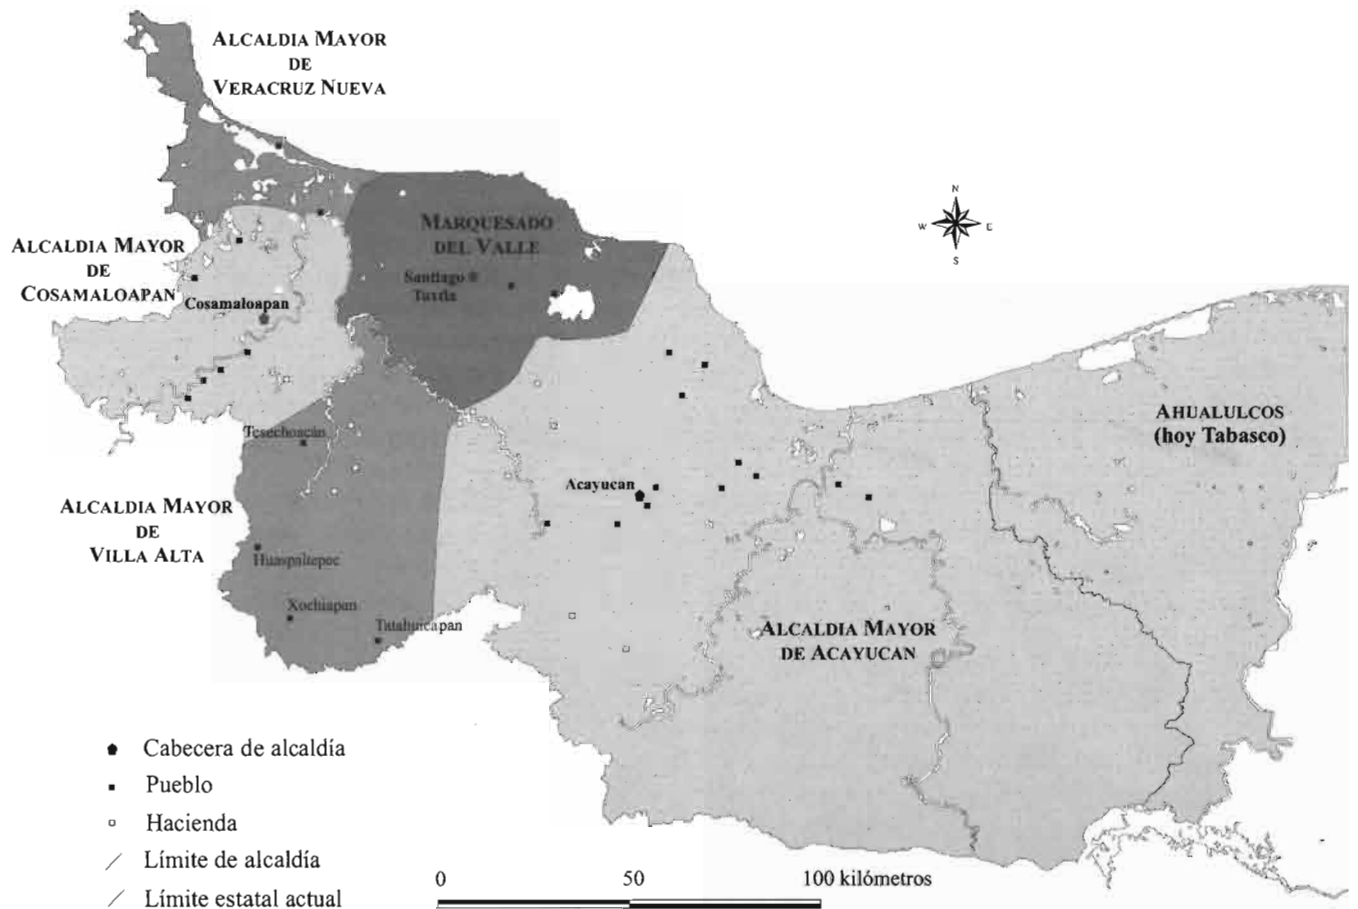 ALCALDIA MAYOR
DE
VERACRUZ NUEVA
MARQUESADO
DEL VALLE
ALCALDIA MAYOR
DE
COSAMALOAPAN
Santiago
Tuxtla
Cosamaloapan
N
W E
S
AHUALULCOS
(hoy Tabasco)
Tesechoacán
Acayucan
ALCALDIA MAYOR
DE
VILLA ALTA
Huaspaltepec
Xochiapan
Tatahuicapan
ALCALDIA MAYOR
DE ACAYUCAN
Cabecera de alcaldía
Pueblo
Hacienda
Límite de alcaldía
Límite estatal actual
0 50 100 kilómetros